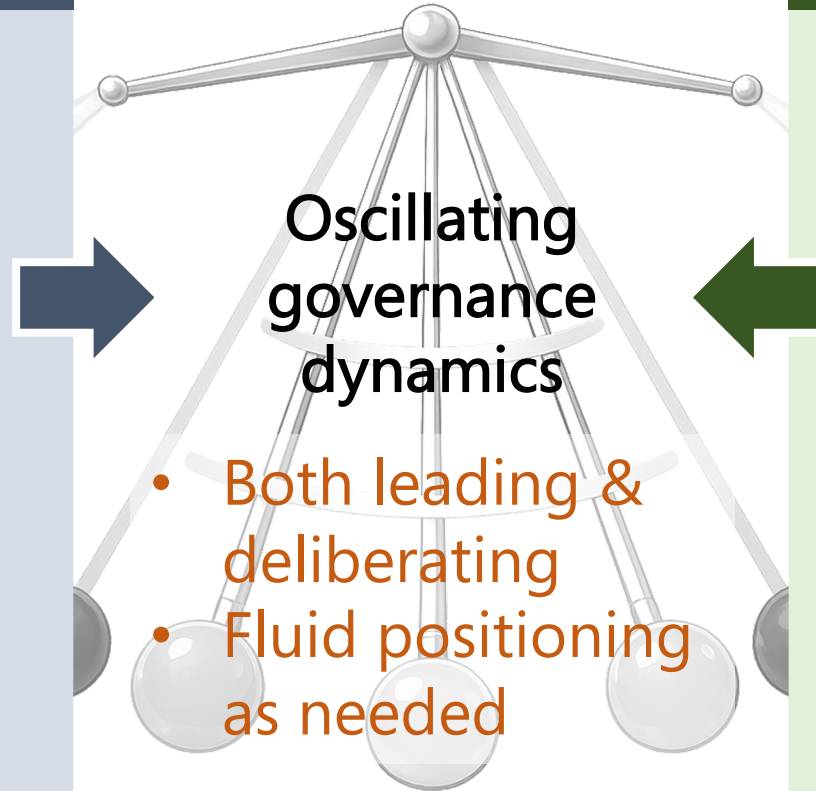 Oscillating
governance
dynamics
• Both leading &
deliberating
• Fluid positioning
as needed